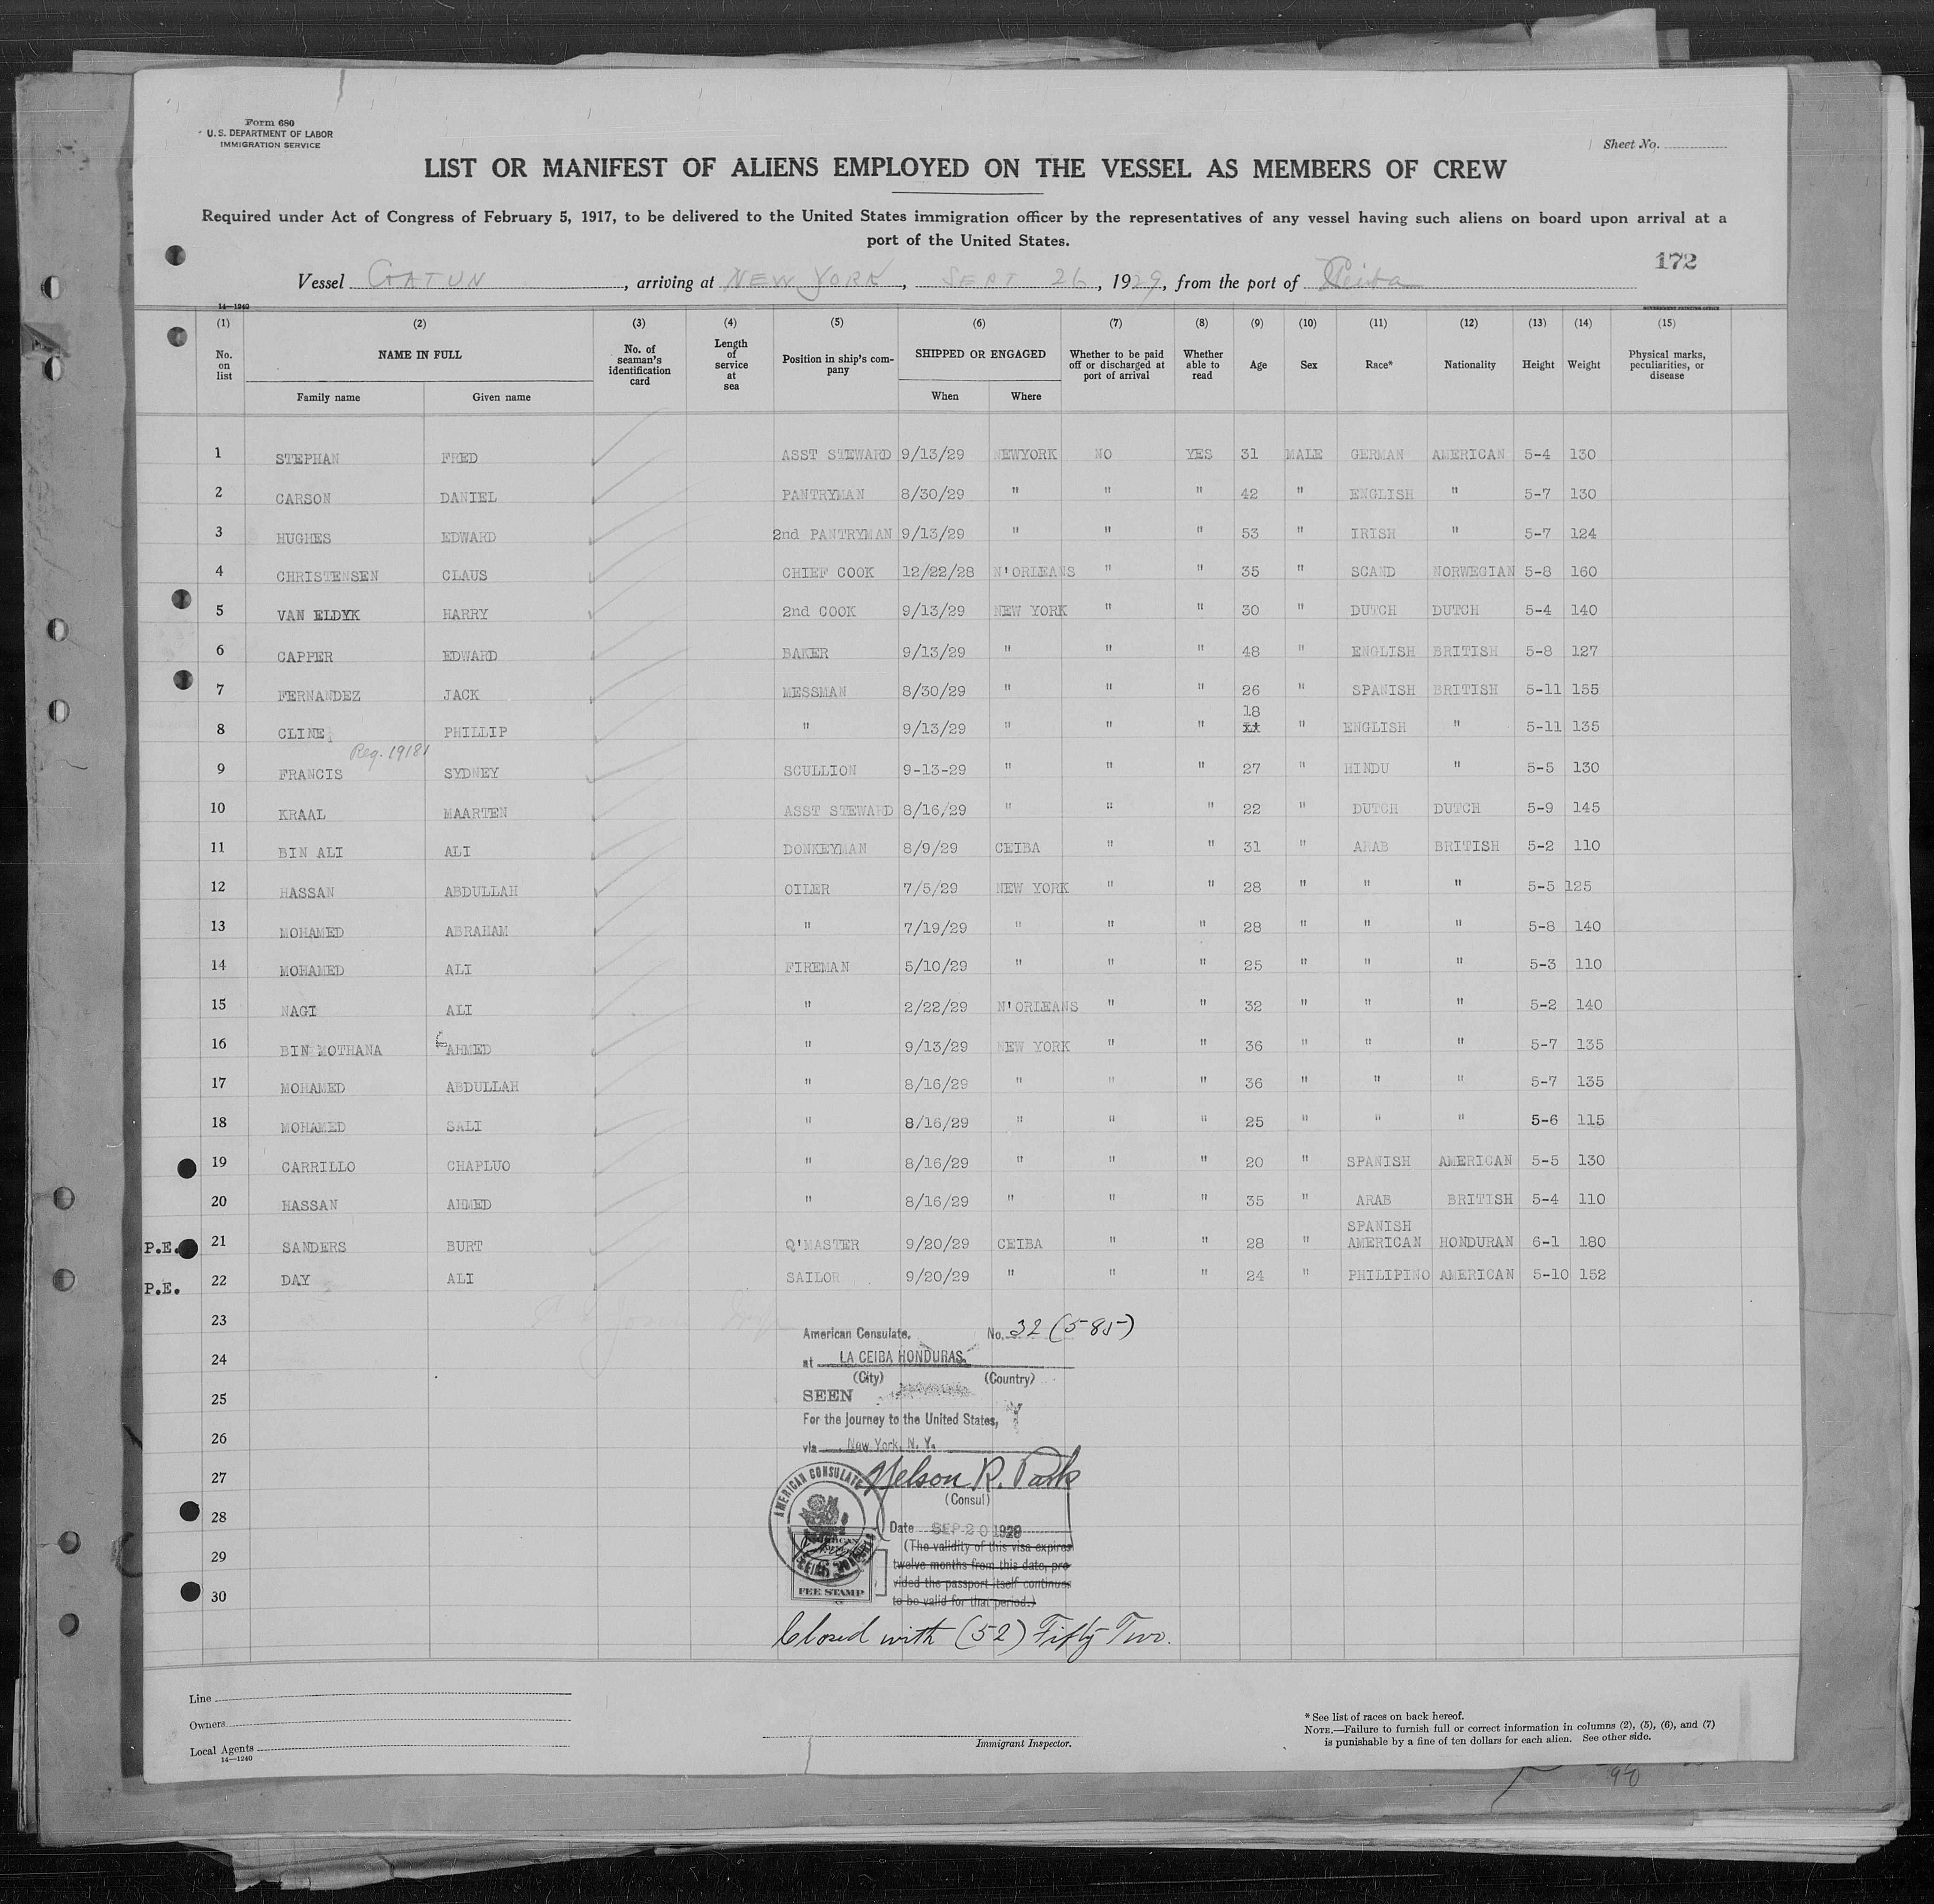 Form 680
U. S. DEPARTMENT OF LABOR
IMMIGRATION SERVICE
Sheet No.
LIST OR MANIFEST OF ALIENS EMPLOYED ON THE VESSEL AS MEMBERS OF CREW
Required under Act of Congress of February 5, 1917, to be delivered to the United States immigration officer by the representatives of any vessel having such aliens on board upon arrival at a
port of the United States.
172
Vessel GATUN, arriving at NEW YORK, SEPT 26, 1929, from the port of Ceiba
14—1240 GOVERNMENT PRINTING OFFICE
(1) (2) (3) (4) (5) (6) (7) (8) (9) (10) (11) (12) (13) (14) (15)
No. on list NAME IN FULL Family name Given name No. of seaman's identification card Length of service at sea Position in ship's company SHIPPED OR ENGAGED When Where Whether to be paid off or discharged at port of arrival Whether able to read Age Sex Race* Nationality Height Weight Physical marks, peculiarities, or disease
1 STEPHAN FRED ASST STEWARD 9/13/29 NEWYORK NO YES 31 MALE GERMAN AMERICAN 5-4 130
2 CARSON DANIEL PANTRYMAN 8/30/29 " " " 42 " ENGLISH " 5-7 130
3 HUGHES EDWARD 2nd PANTRYMAN 9/13/29 " " " 53 " IRISH " 5-7 124
4 CHRISTENSEN CLAUS CHIEF COOK 12/22/28 N'ORLEANS " " 35 " SCAND NORWEGIAN 5-8 160
5 VAN ELDYK HARRY 2nd COOK 9/13/29 NEW YORK " " 30 " DUTCH DUTCH 5-4 140
6 CAPPER EDWARD BAKER 9/13/29 " " " 48 " ENGLISH BRITISH 5-8 127
7 FERNANDEZ JACK MESSMAN 8/30/29 " " " 26 " SPANISH BRITISH 5-11 155
8 CLINE PHILLIP " 9/13/29 " " " 18 " ENGLISH " 5-11 135
Reg. 19181
9 FRANCIS SYDNEY SCULLION 9-13-29 " " " 27 " HINDU " 5-5 130
10 KRAAL MAARTEN ASST STEWARD 8/16/29 " " " 22 " DUTCH DUTCH 5-9 145
11 BIN ALI ALI DONKEYMAN 8/9/29 CEIBA " " 31 " ARAB BRITISH 5-2 110
12 HASSAN ABDULLAH OILER 7/5/29 NEW YORK " " 28 " " " 5-5 125
13 MOHAMED ABRAHAM " 7/19/29 " " " 28 " " " 5-8 140
14 MOHAMED ALI FIREMAN 5/10/29 " " " 25 " " " 5-3 110
15 NAGI ALI " 2/22/29 N'ORLEANS " " 32 " " " 5-2 140
16 BIN MOTHANA AHMED " 9/13/29 NEW YORK " " 36 " " " 5-7 135
17 MOHAMED ABDULLAH " 8/16/29 " " " 36 " " " 5-7 135
18 MOHAMED SALI " 8/16/29 " " " 25 " " " 5-6 115
19 CARRILLO CHAPLUO " 8/16/29 " " " 20 " SPANISH AMERICAN 5-5 130
20 HASSAN AHMED " 8/16/29 " " " 35 " ARAB BRITISH 5-4 110
P.E. 21 SANDERS BURT Q'MASTER 9/20/29 CEIBA " " 28 " SPANISH AMERICAN HONDURAN 6-1 180
P.E. 22 DAY ALI SAILOR 9/20/29 " " " 24 " PHILIPINO AMERICAN 5-10 152
23
24
25
26
27
28
29
30
American Consulate. No. 32 (585)
at LA CEIBA HONDURAS
(City) (Country)
SEEN
For the journey to the United States,
via New York, N. Y.
Nelson R. Park
(Consul)
AMERICAN CONSULATE
Date SEP 20 1929
(The validity of this visa expires
twelve months from this date, pro-
vided the passport itself continues
to be valid for that period.)
FEE STAMP
Closed with (52) Fifty Two.
Line
Owners
Local Agents
14—1240
Immigrant Inspector.
* See list of races on back hereof.
NOTE.—Failure to furnish full or correct information in columns (2), (5), (6), and (7)
is punishable by a fine of ten dollars for each alien. See other side.
90